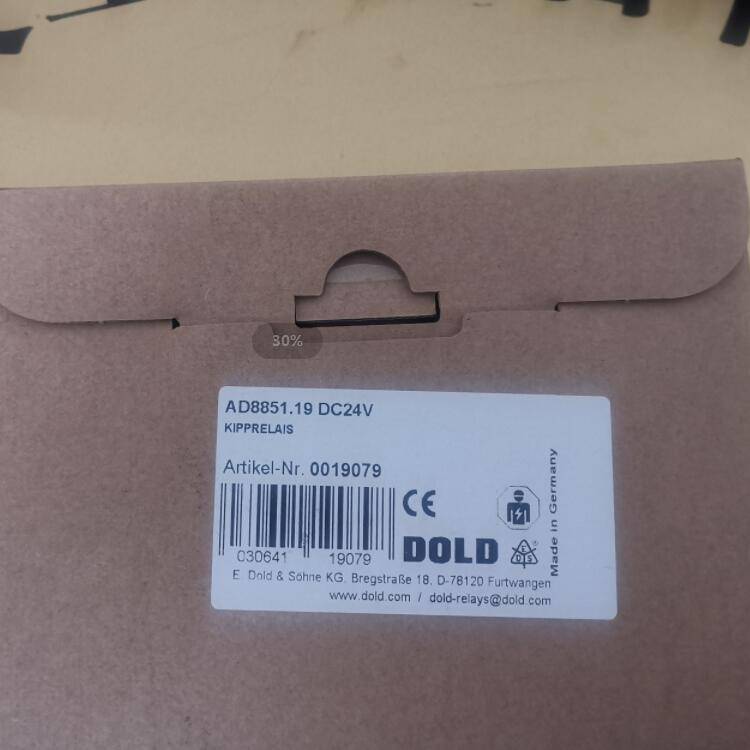 30%
AD8851.19 DC24V
KIPPRELAIS
Artikel-Nr. 0019079
030641 19079
CE
DOLD
EDS®
Made in Germany
E. Dold & Söhne KG, Bregstraße 18, D-78120 Furtwangen
www.dold.com / dold-relays@dold.com